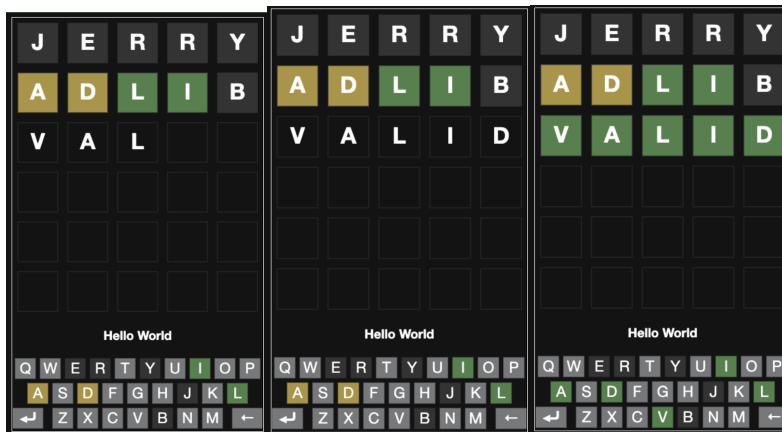 J E R R Y
A D L I B
V A L
Hello World
Q W E R T Y U I O P
A S D F G H J K L
Z X C V B N M ←
J E R R Y
A D L I B
V A L I D
Hello World
Q W E R T Y U I O P
A S D F G H J K L
Z X C V B N M ←
J E R R Y
A D L I B
V A L I D
Hello World
Q W E R T Y U I O P
A S D F G H J K L
Z X C V B N M ←